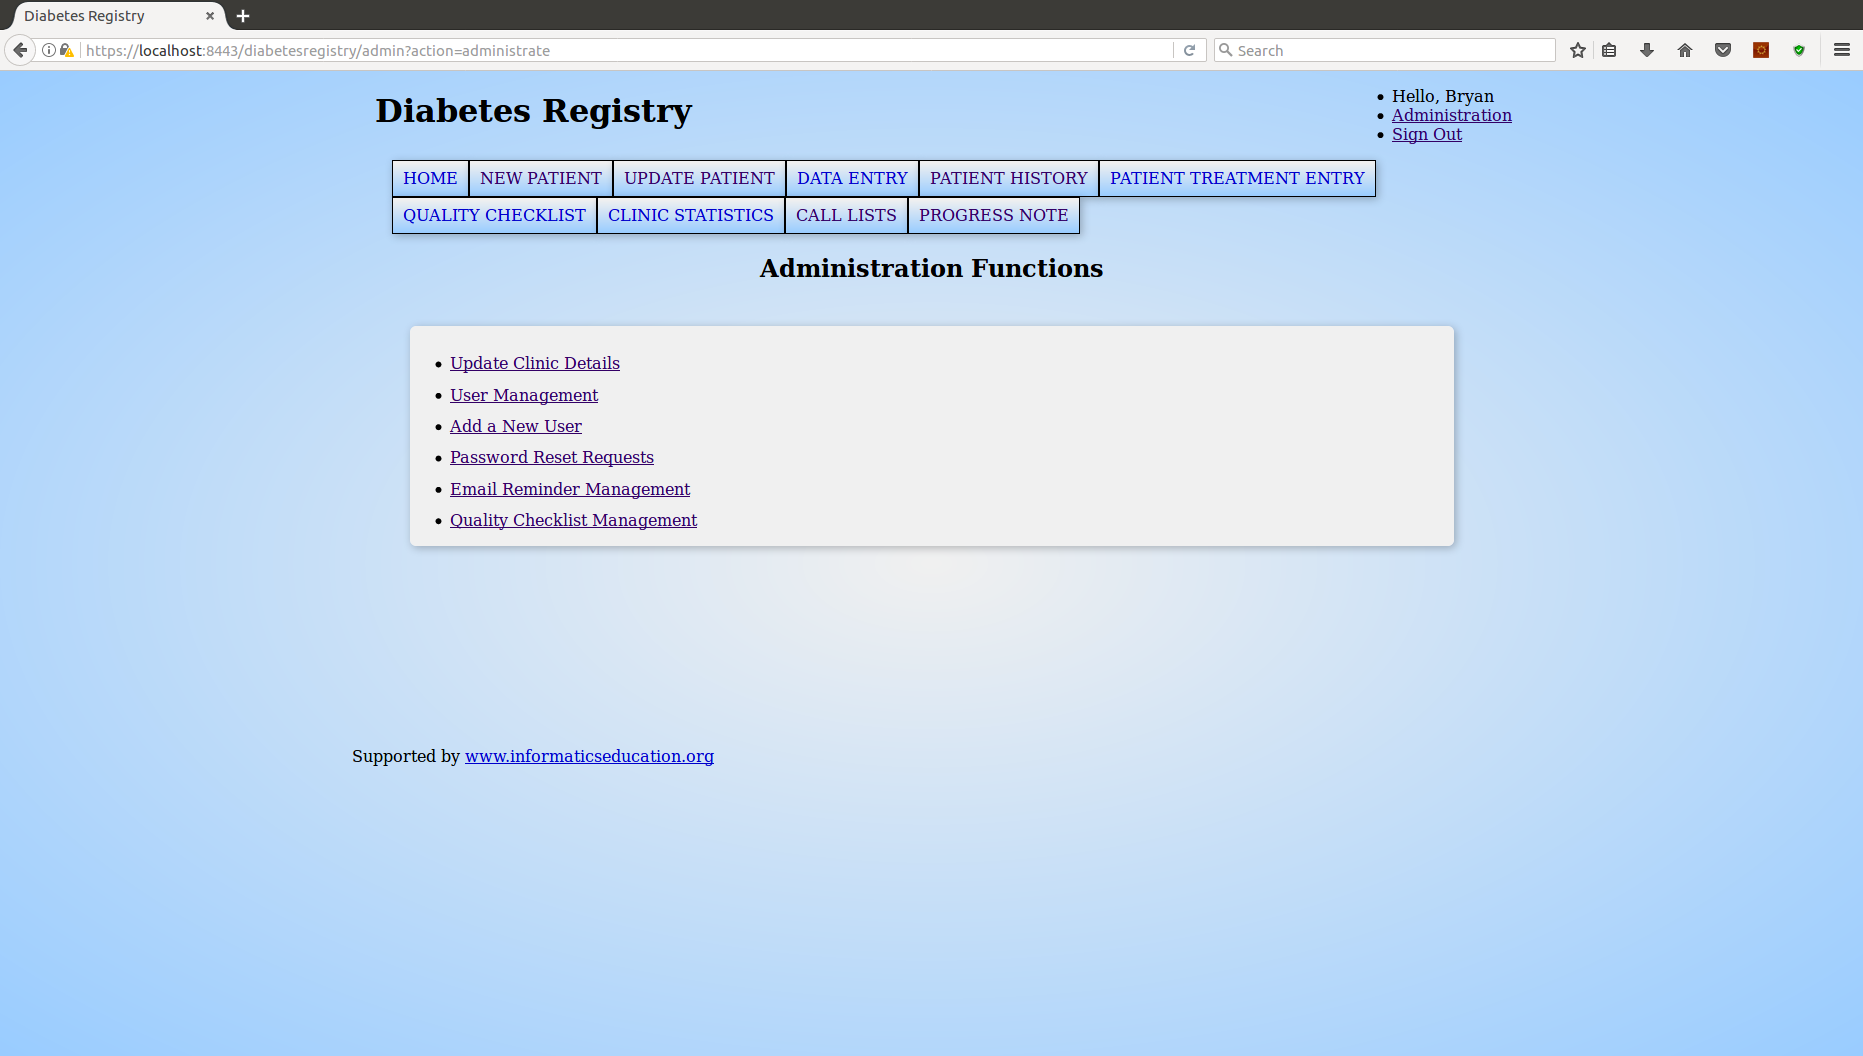 Diabetes Registry
https://localhost:8443/diabetesregistry/admin?action=administrate
Search
Diabetes Registry
Hello, Bryan
Administration
Sign Out
HOME NEW PATIENT UPDATE PATIENT DATA ENTRY PATIENT HISTORY PATIENT TREATMENT ENTRY
QUALITY CHECKLIST CLINIC STATISTICS CALL LISTS PROGRESS NOTE
Administration Functions
Update Clinic Details
User Management
Add a New User
Password Reset Requests
Email Reminder Management
Quality Checklist Management
Supported by www.informaticseducation.org